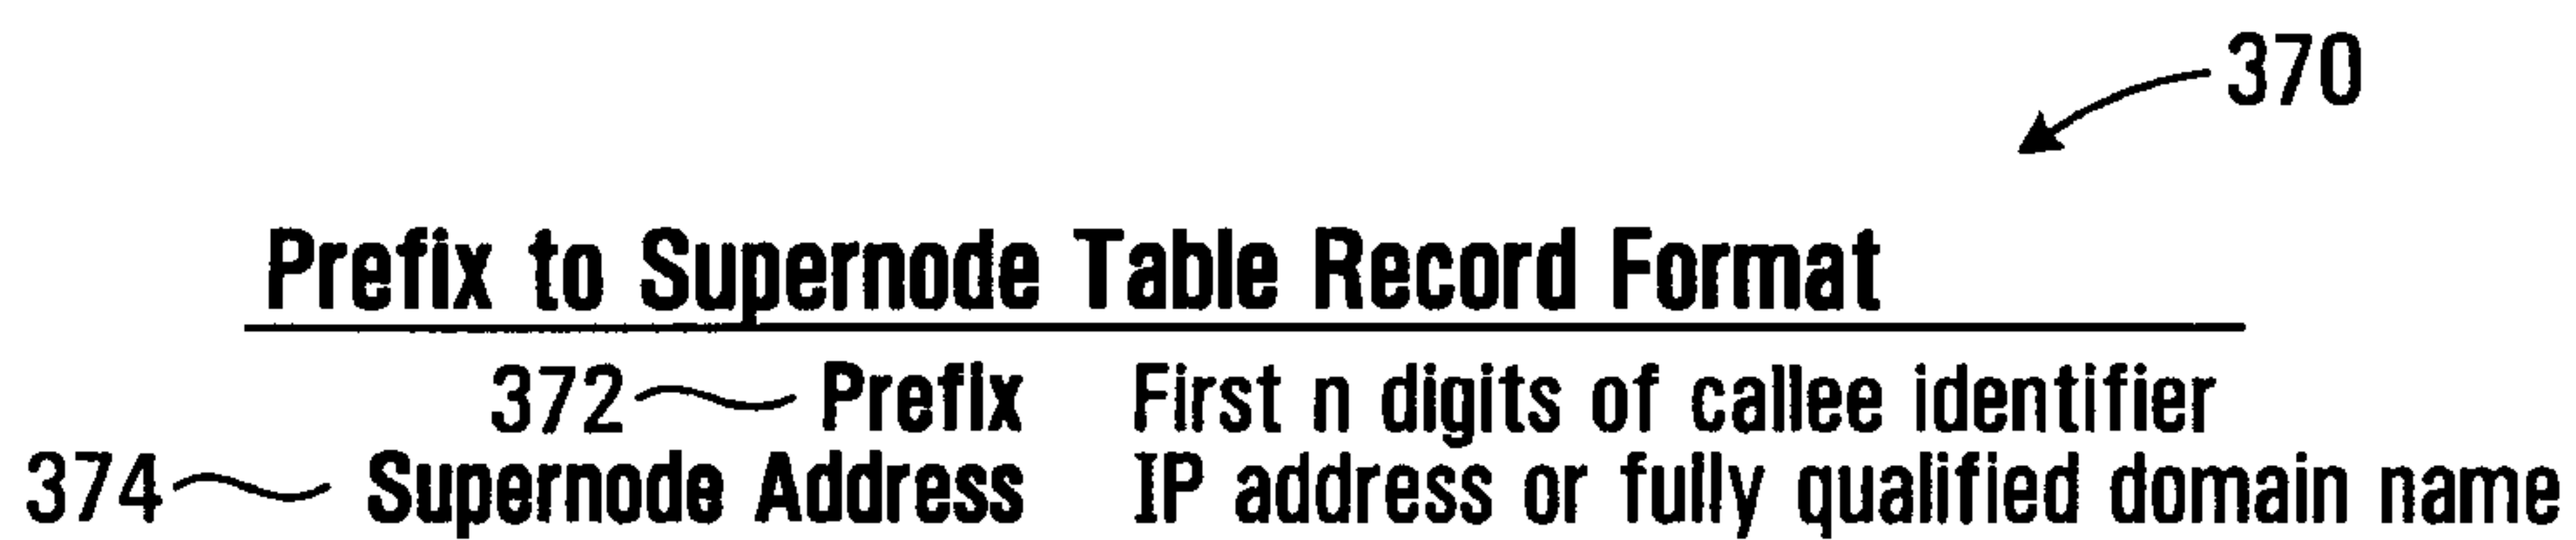 370
Prefix to Supernode Table Record Format
372 Prefix First n digits of callee identifier
374 Supernode Address IP address or fully qualified domain name